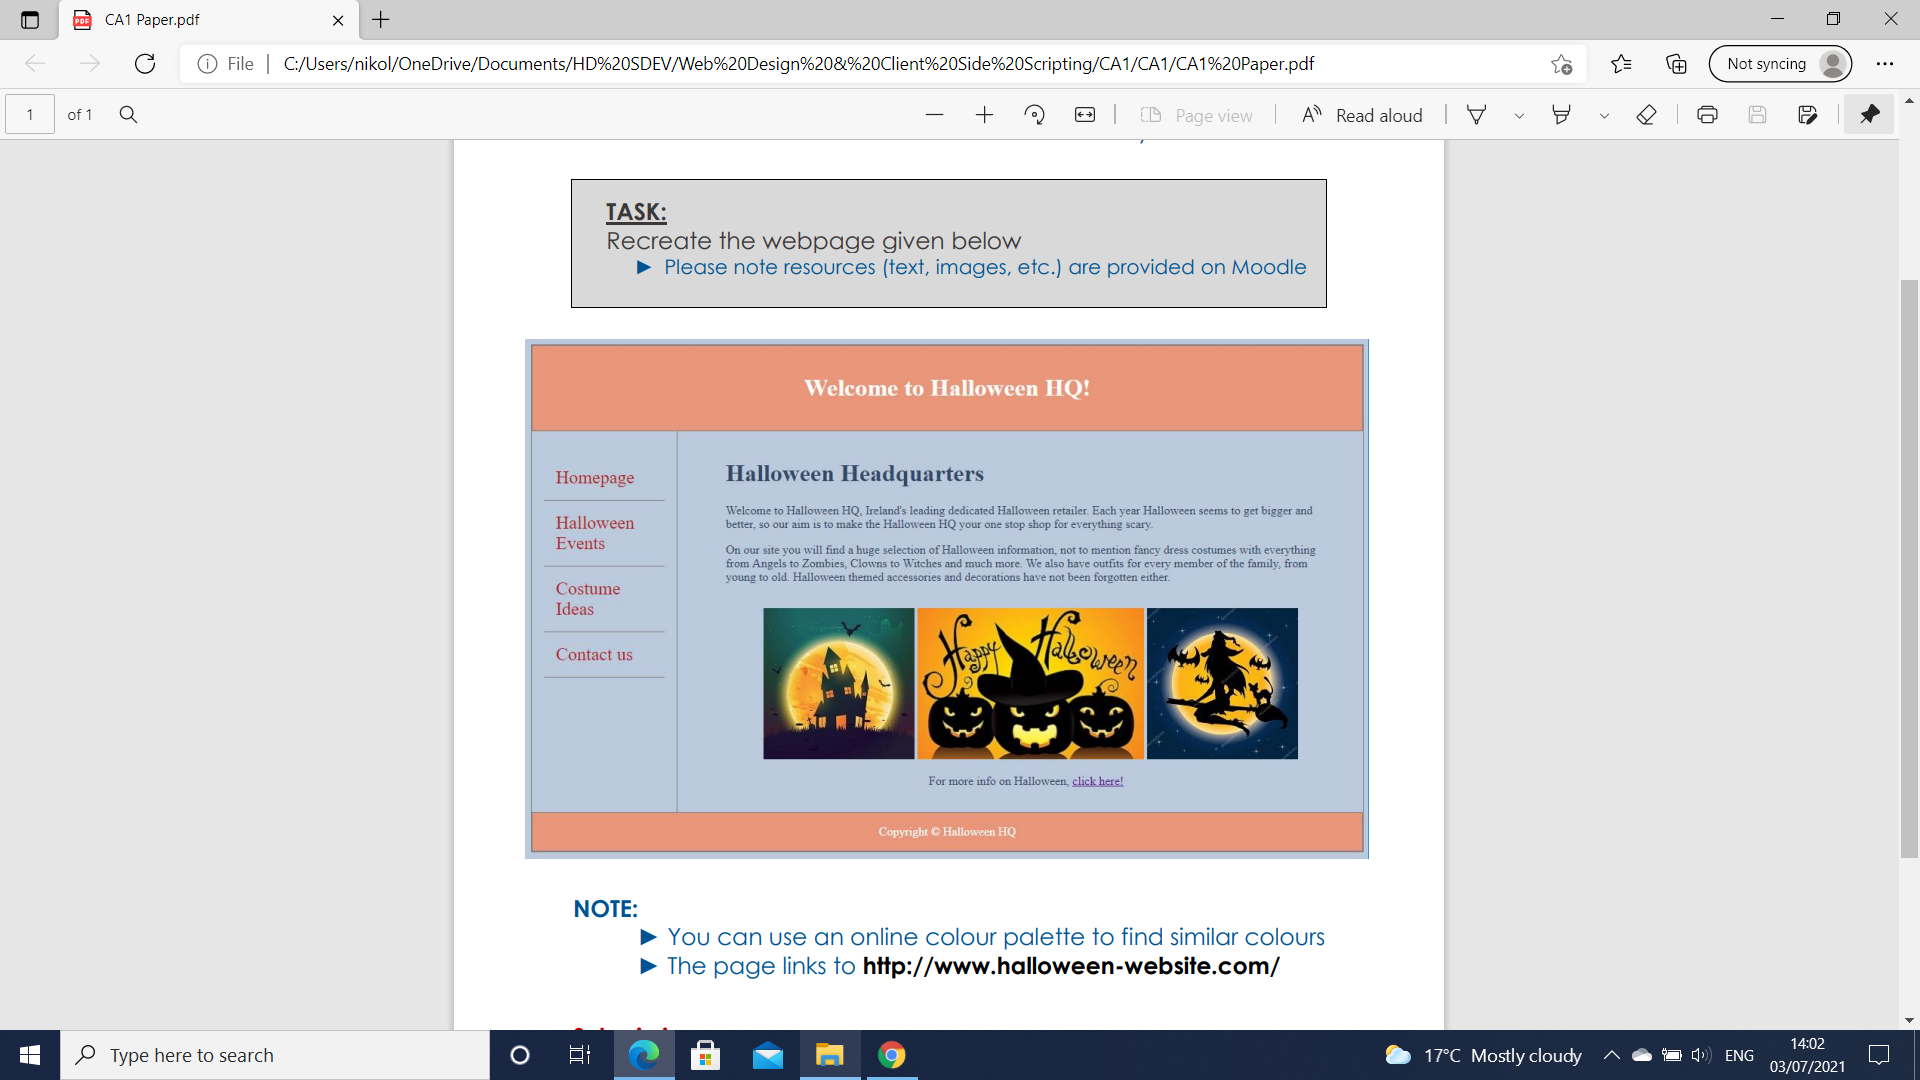 CA1 Paper.pdf
File
C:/Users/nikol/OneDrive/Documents/HD%20SDEV/Web%20Design%20&%20Client%20Side%20Scripting/CA1/CA1/CA1%20Paper.pdf
Not syncing
1 of 1
Page view
Read aloud
TASK:
Recreate the webpage given below
► Please note resources (text, images, etc.) are provided on Moodle
Welcome to Halloween HQ!
Homepage
Halloween
Events
Costume
Ideas
Contact us
Halloween Headquarters
Welcome to Halloween HQ, Ireland's leading dedicated Halloween retailer. Each year Halloween seems to get bigger and
better, so our aim is to make the Halloween HQ your one stop shop for everything scary.
On our site you will find a huge selection of Halloween information, not to mention fancy dress costumes with everything
from Angels to Zombies, Clowns to Witches and much more. We also have outfits for every member of the family, from
young to old. Halloween themed accessories and decorations have not been forgotten either.
Happy Halloween
For more info on Halloween, click here!
Copyright © Halloween HQ
NOTE:
► You can use an online colour palette to find similar colours
► The page links to http://www.halloween-website.com/
Type here to search
17°C Mostly cloudy
ENG
14:02
03/07/2021